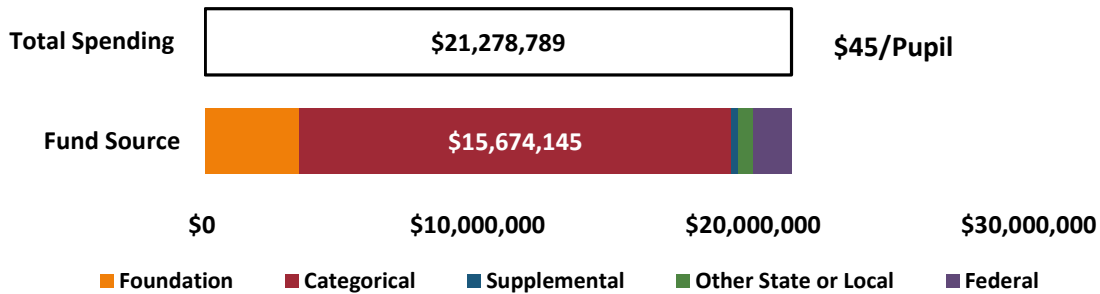 Total Spending $21,278,789 $45/Pupil
Fund Source $15,674,145
$0 $10,000,000 $20,000,000 $30,000,000
Foundation Categorical Supplemental Other State or Local Federal